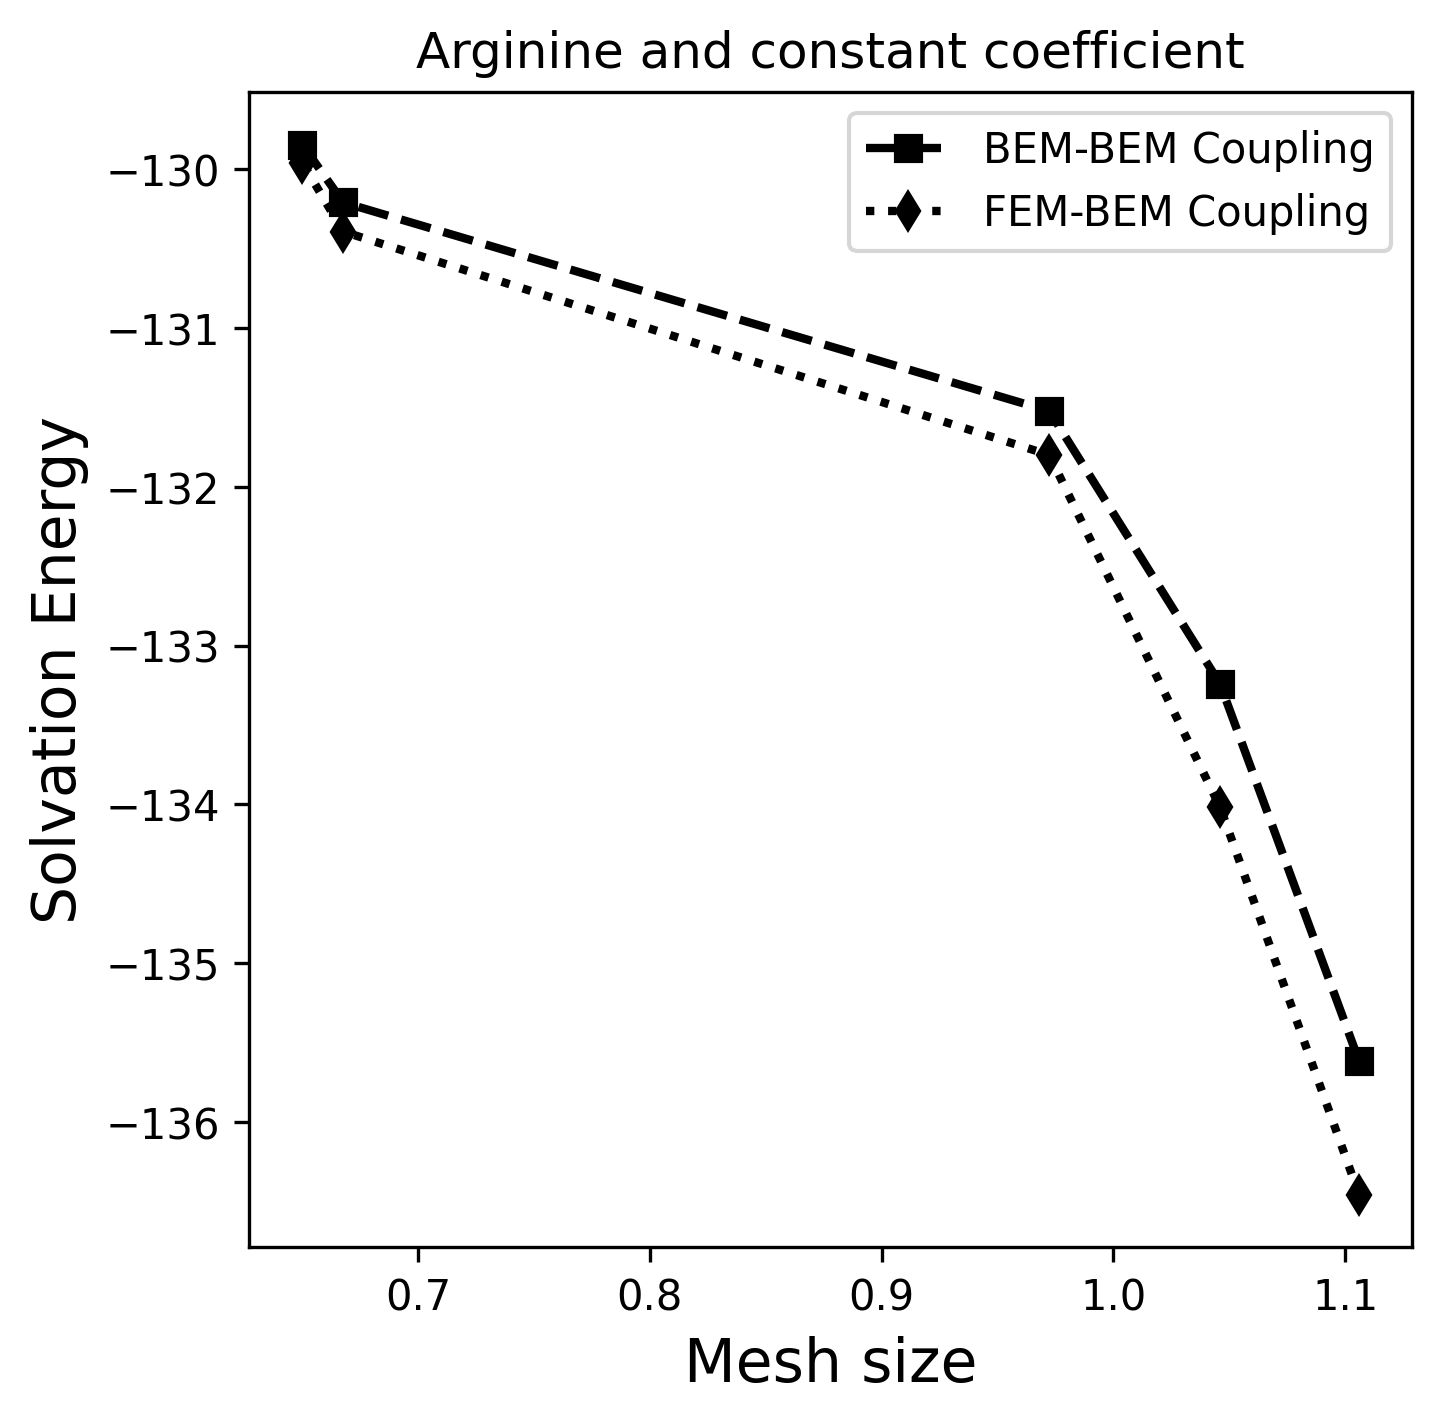 Arginine and constant coefficient
BEM-BEM Coupling
FEM-BEM Coupling
Solvation Energy
−130
−131
−132
−133
−134
−135
−136
0.7 0.8 0.9 1.0 1.1
Mesh size